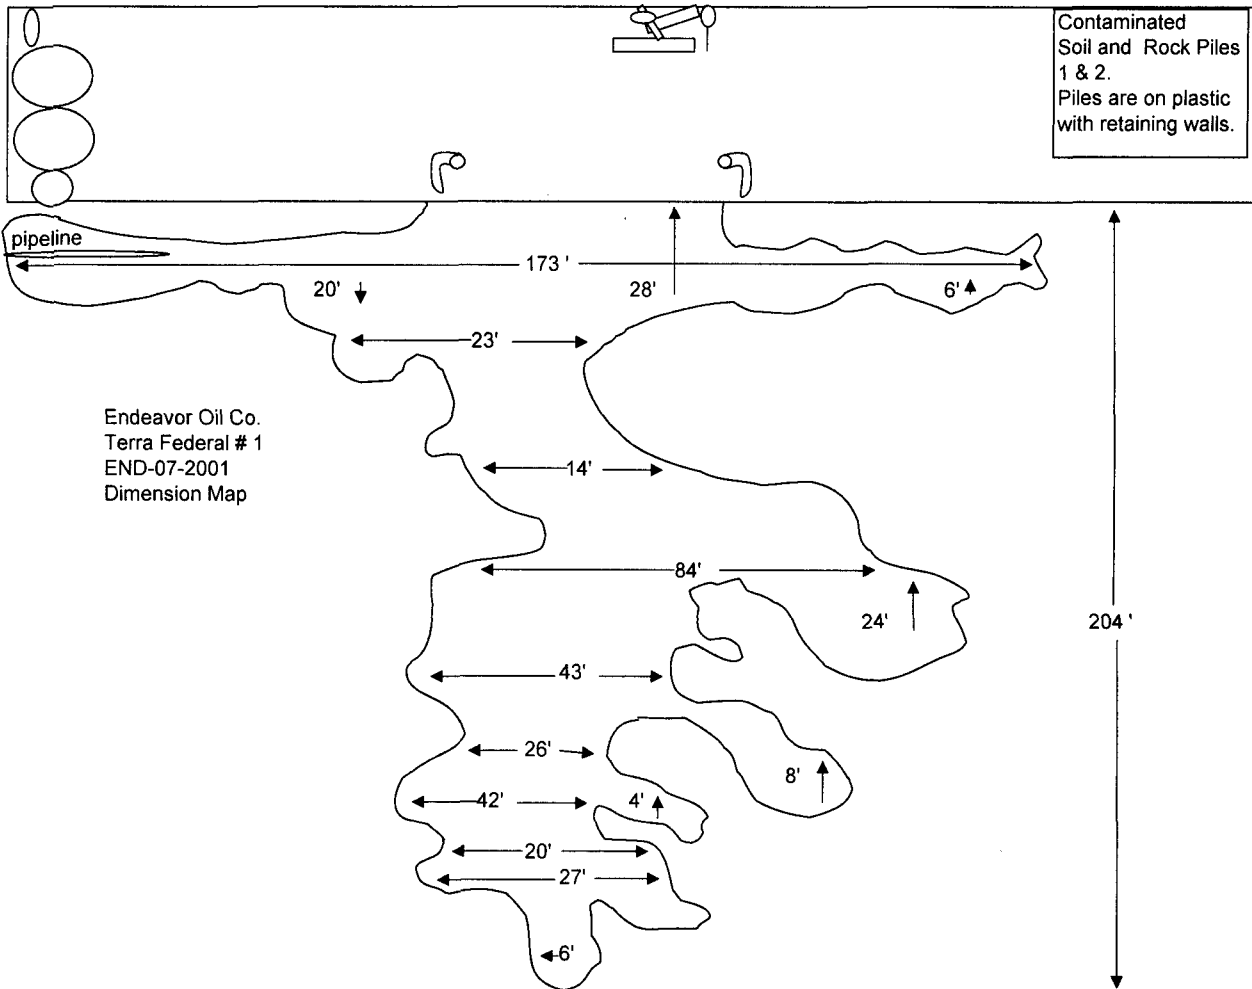 Contaminated
Soil and Rock Piles
1 & 2.
Piles are on plastic
with retaining walls.
pipeline
173 '
20'
28'
6'
23'
Endeavor Oil Co.
Terra Federal # 1
END-07-2001
Dimension Map
14'
84'
24'
204 '
43'
26'
8'
42'
4'
20'
27'
6'